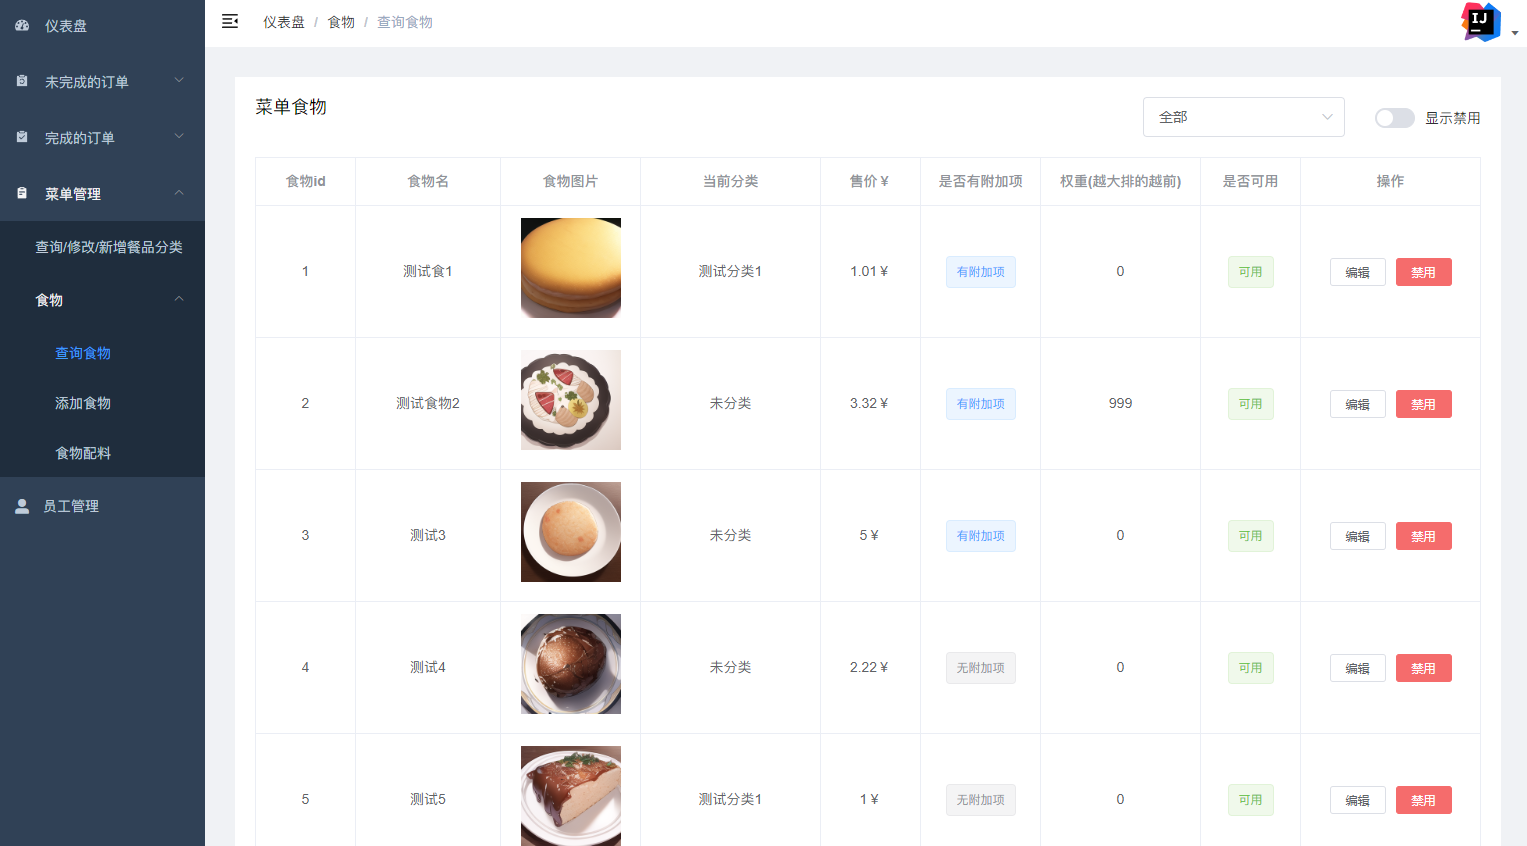 仪表盘
未完成的订单
完成的订单
菜单管理
查询/修改/新增餐品分类
食物
查询食物
添加食物
食物配料
员工管理
仪表盘 / 食物 / 查询食物
IJ
菜单食物
全部
显示禁用
食物id 食物名 食物图片 当前分类 售价￥ 是否有附加项 权重(越大排的越前) 是否可用 操作
1 测试食1 测试分类1 1.01￥ 有附加项 0 可用 编辑 禁用
2 测试食物2 未分类 3.32￥ 有附加项 999 可用 编辑 禁用
3 测试3 未分类 5￥ 有附加项 0 可用 编辑 禁用
4 测试4 未分类 2.22￥ 无附加项 0 可用 编辑 禁用
5 测试5 测试分类1 1￥ 无附加项 0 可用 编辑 禁用